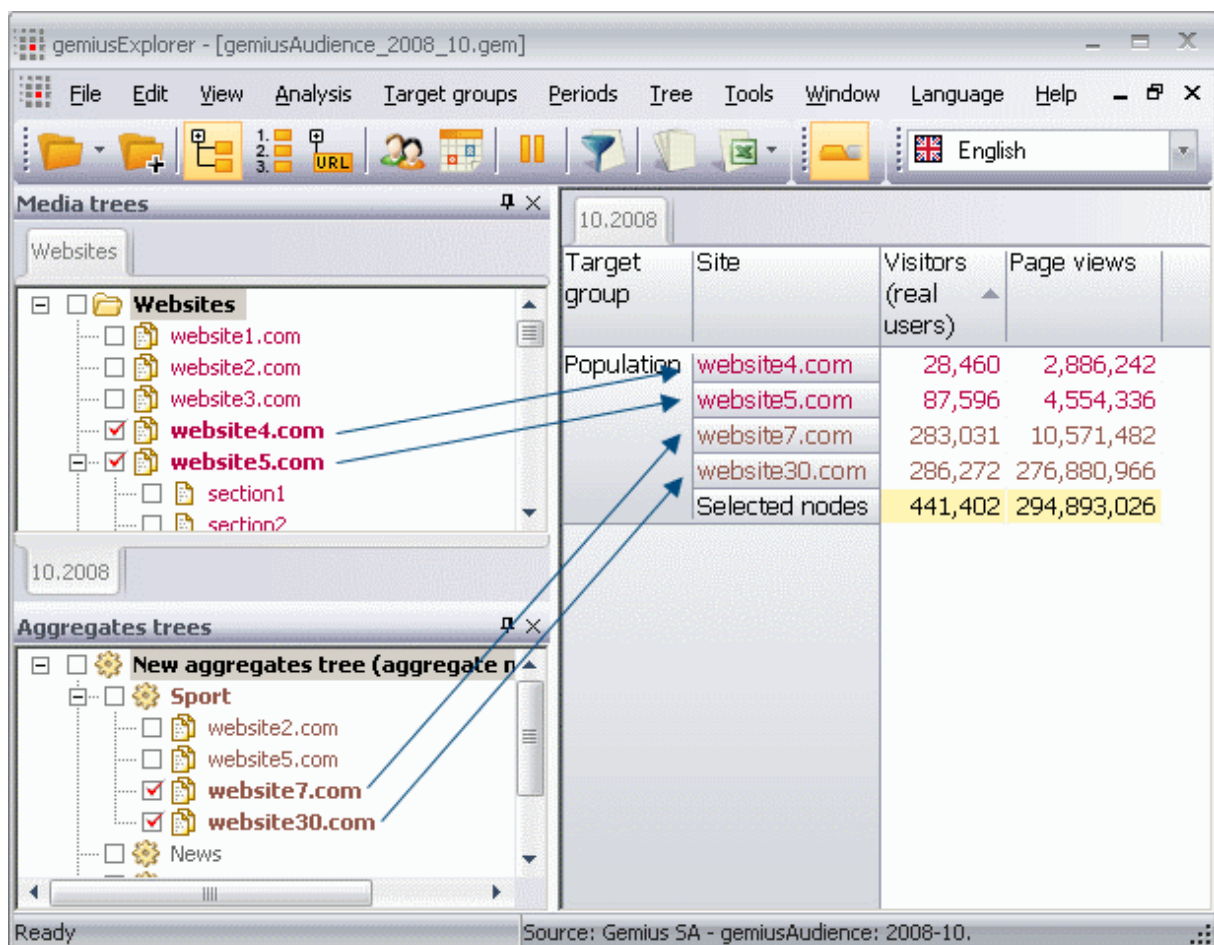 gemiusExplorer - [gemiusAudience_2008_10.gem]
File Edit View Analysis Target groups Periods Tree Tools Window Language Help
1. 2. 3. URL English
Media trees
Websites
Websites
website1.com
website2.com
website3.com
website4.com
website5.com
section1
section2
10.2008
Aggregates trees
New aggregates tree (aggregate n
Sport
website2.com
website5.com
website7.com
website30.com
News
10.2008
Target group Site Visitors (real users) Page views
Population website4.com 28,460 2,886,242
website5.com 87,596 4,554,336
website7.com 283,031 10,571,482
website30.com 286,272 276,880,966
Selected nodes 441,402 294,893,026
Ready Source: Gemius SA - gemiusAudience: 2008-10.